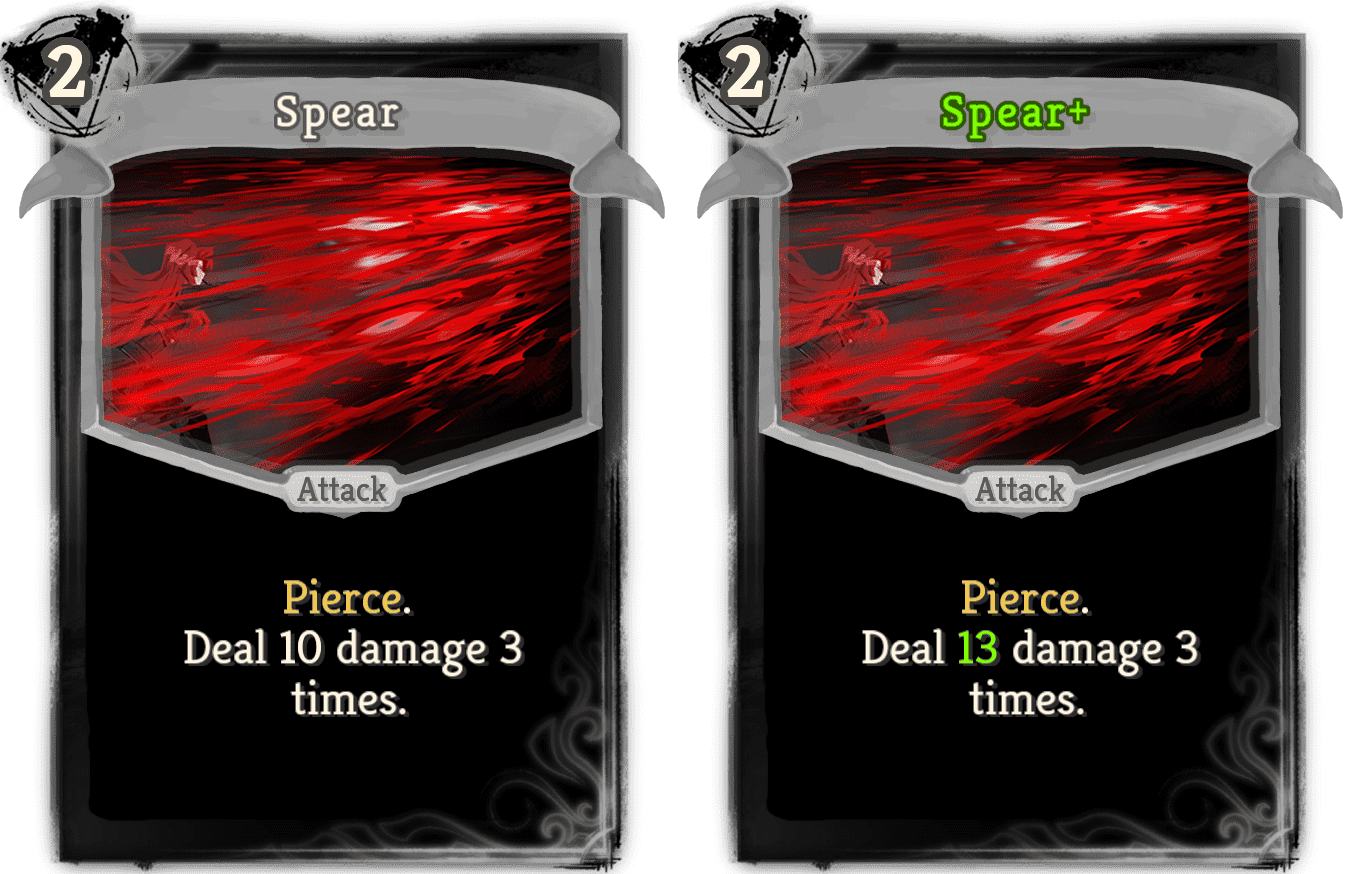 2
Spear
Attack
Pierce.
Deal 10 damage 3
times.
2
Spear+
Attack
Pierce.
Deal 13 damage 3
times.